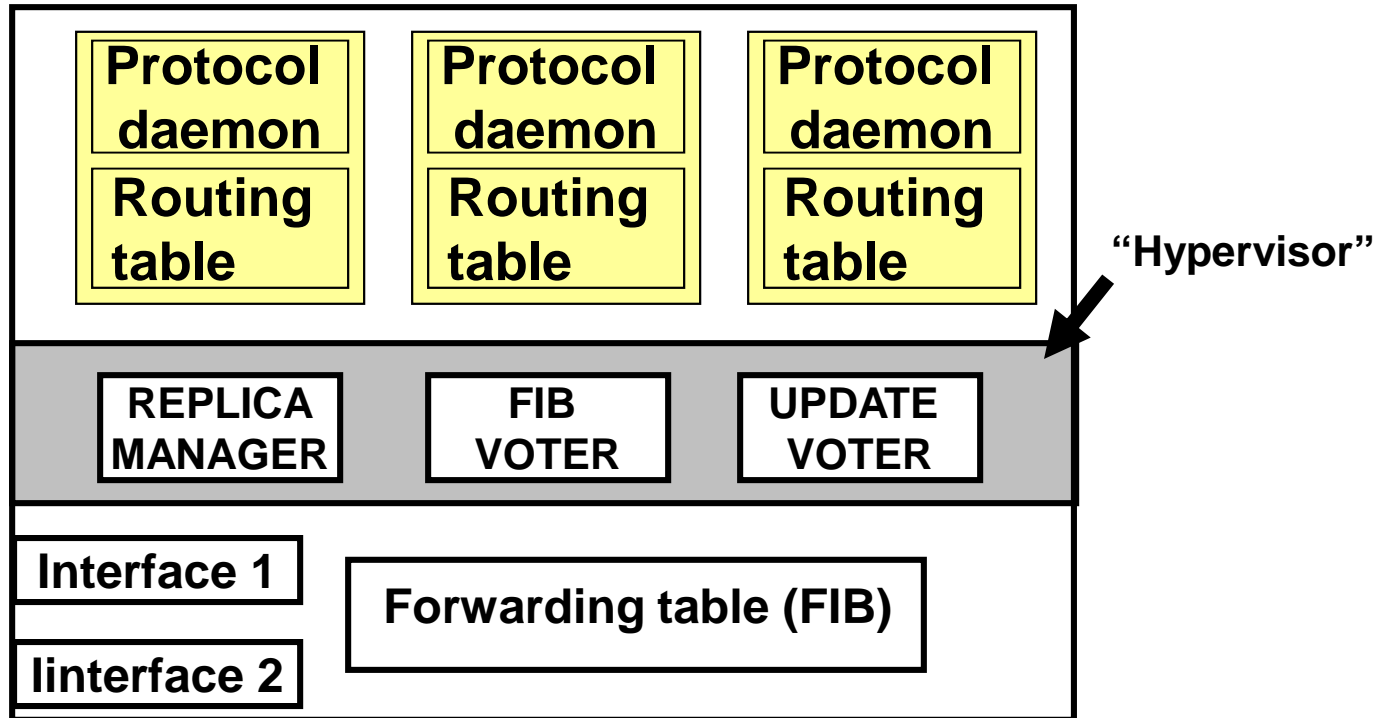 Protocol
daemon
Routing
table
Protocol
daemon
Routing
table
Protocol
daemon
Routing
table
“Hypervisor”
REPLICA
MANAGER
FIB
VOTER
UPDATE
VOTER
Interface 1
Iinterface 2
Forwarding table (FIB)